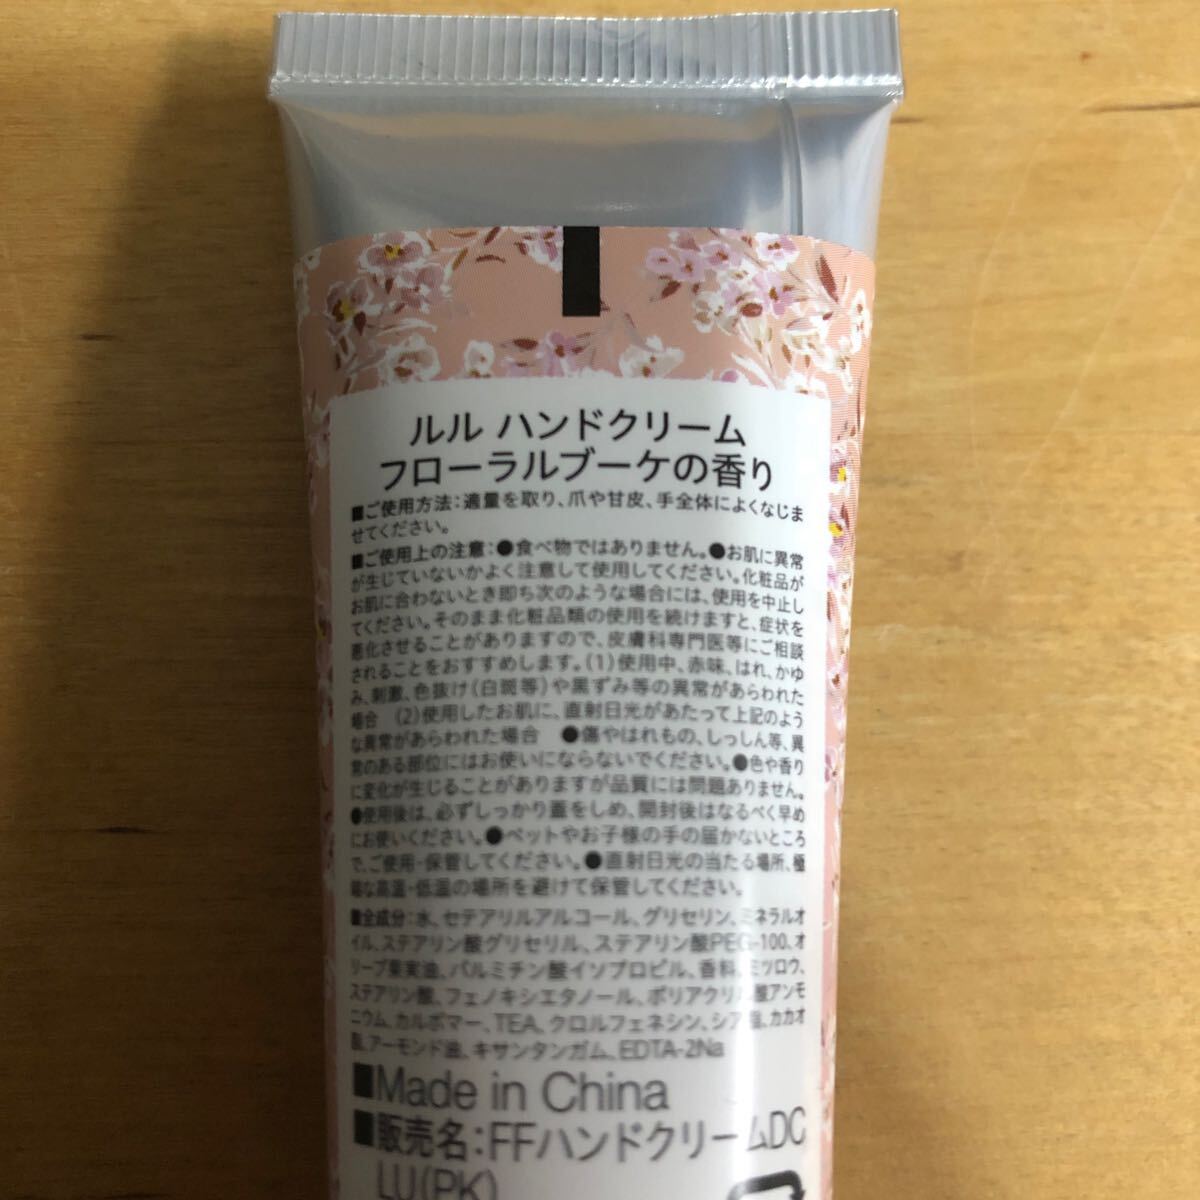 ルル ハンドクリーム
フローラルブーケの香り
■ご使用方法：適量を取り、爪や甘皮、手全体によくなじま
せてください。
■ご使用上の注意：●食べ物ではありません。●お肌に異常
が生じていないかよく注意して使用してください。化粧品が
お肌に合わないとき即ち次のような場合には、使用を中止し
てください。そのまま化粧品類の使用を続けますと、症状を
悪化させることがありますので、皮膚科専門医等にご相談
されることをおすすめします。（1）使用中、赤味、はれ、かゆ
み、刺激、色抜け（白斑等）や黒ずみ等の異常があらわれた
場合 （2）使用したお肌に、直射日光があたって上記のよう
な異常があらわれた場合 ●傷やはれもの、しっしん等、異
常のある部位にはお使いにならないでください。●色や香り
に変化が生じることがありますが品質には問題ありません。
●使用後は、必ずしっかり蓋をしめ、開封後はなるべく早め
にお使いください。●ペットやお子様の手の届かないところ
で、ご使用・保管してください。●直射日光の当たる場所、極
端な高温・低温の場所を避けて保管してください。
■全成分：水、セテアリルアルコール、グリセリン、ミネラルオ
イル、ステアリン酸グリセリル、ステアリン酸PEG-100、オ
リーブ果実油、パルミチン酸イソプロピル、香料、ミツロウ、
ステアリン酸、フェノキシエタノール、ポリアクリル酸アンモ
ニウム、カルボマー、TEA、クロルフェネシン、シア脂、カカオ
脂、アーモンド油、キサンタンガム、EDTA-2Na
■Made in China
■販売名：FFハンドクリームDC
LU(PK)